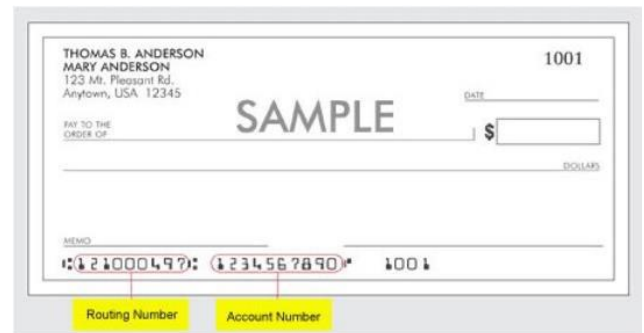 THOMAS B. ANDERSON
MARY ANDERSON
123 Mt. Pleasant Rd.
Anytown, USA 12345
1001
DATE
PAY TO THE
ORDER OF
SAMPLE
$
DOLLARS
MEMO
⑆121000497⑆ 1234567890⑈ 1001
Routing Number
Account Number